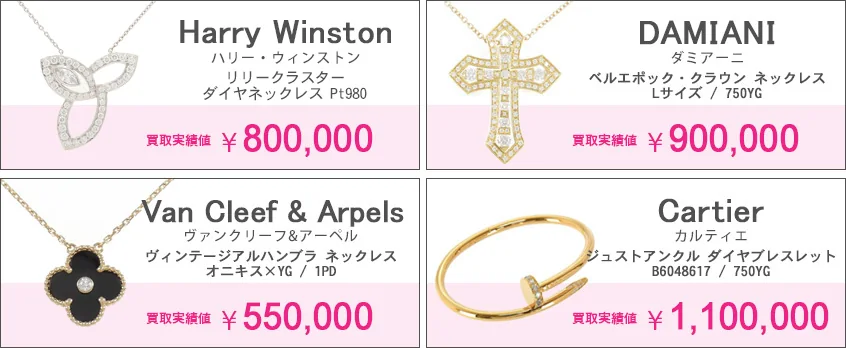 Harry Winston
ハリー・ウィンストン
リリークラスター
ダイヤネックレス Pt980
買取実績値 ¥800,000
DAMIANI
ダミアーニ
ベルエポック・クラウン ネックレス
Lサイズ / 750YG
買取実績値 ¥900,000
Van Cleef & Arpels
ヴァンクリーフ&アーペル
ヴィンテージアルハンブラ ネックレス
オニキス×YG / 1PD
買取実績値 ¥550,000
Cartier
カルティエ
ジュストアンクル ダイヤブレスレット
B6048617 / 750YG
買取実績値 ¥1,100,000